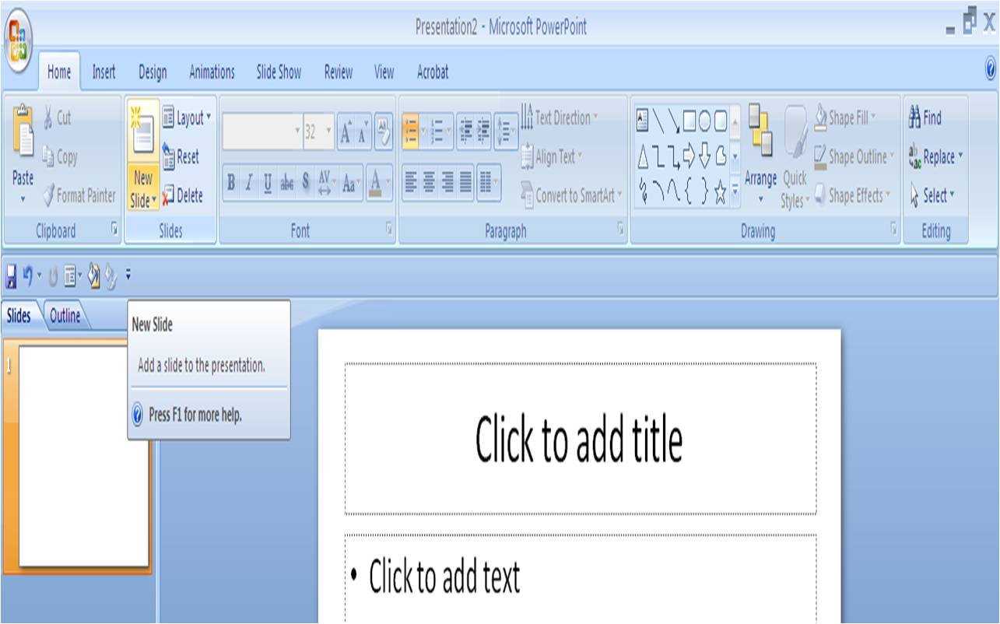 Presentation2 - Microsoft PowerPoint
Home Insert Design Animations Slide Show Review View Acrobat
Paste
Cut
Copy
Format Painter
Clipboard
New
Slide
Layout
Reset
Delete
Slides
32
B I U abc S AV Aa A
Font
Text Direction
Align Text
Convert to SmartArt
Paragraph
Arrange
Quick
Styles
Shape Fill
Shape Outline
Shape Effects
Drawing
Find
Replace
Select
Editing
Slides Outline
1
New Slide
Add a slide to the presentation.
Press F1 for more help.
Click to add title
• Click to add text